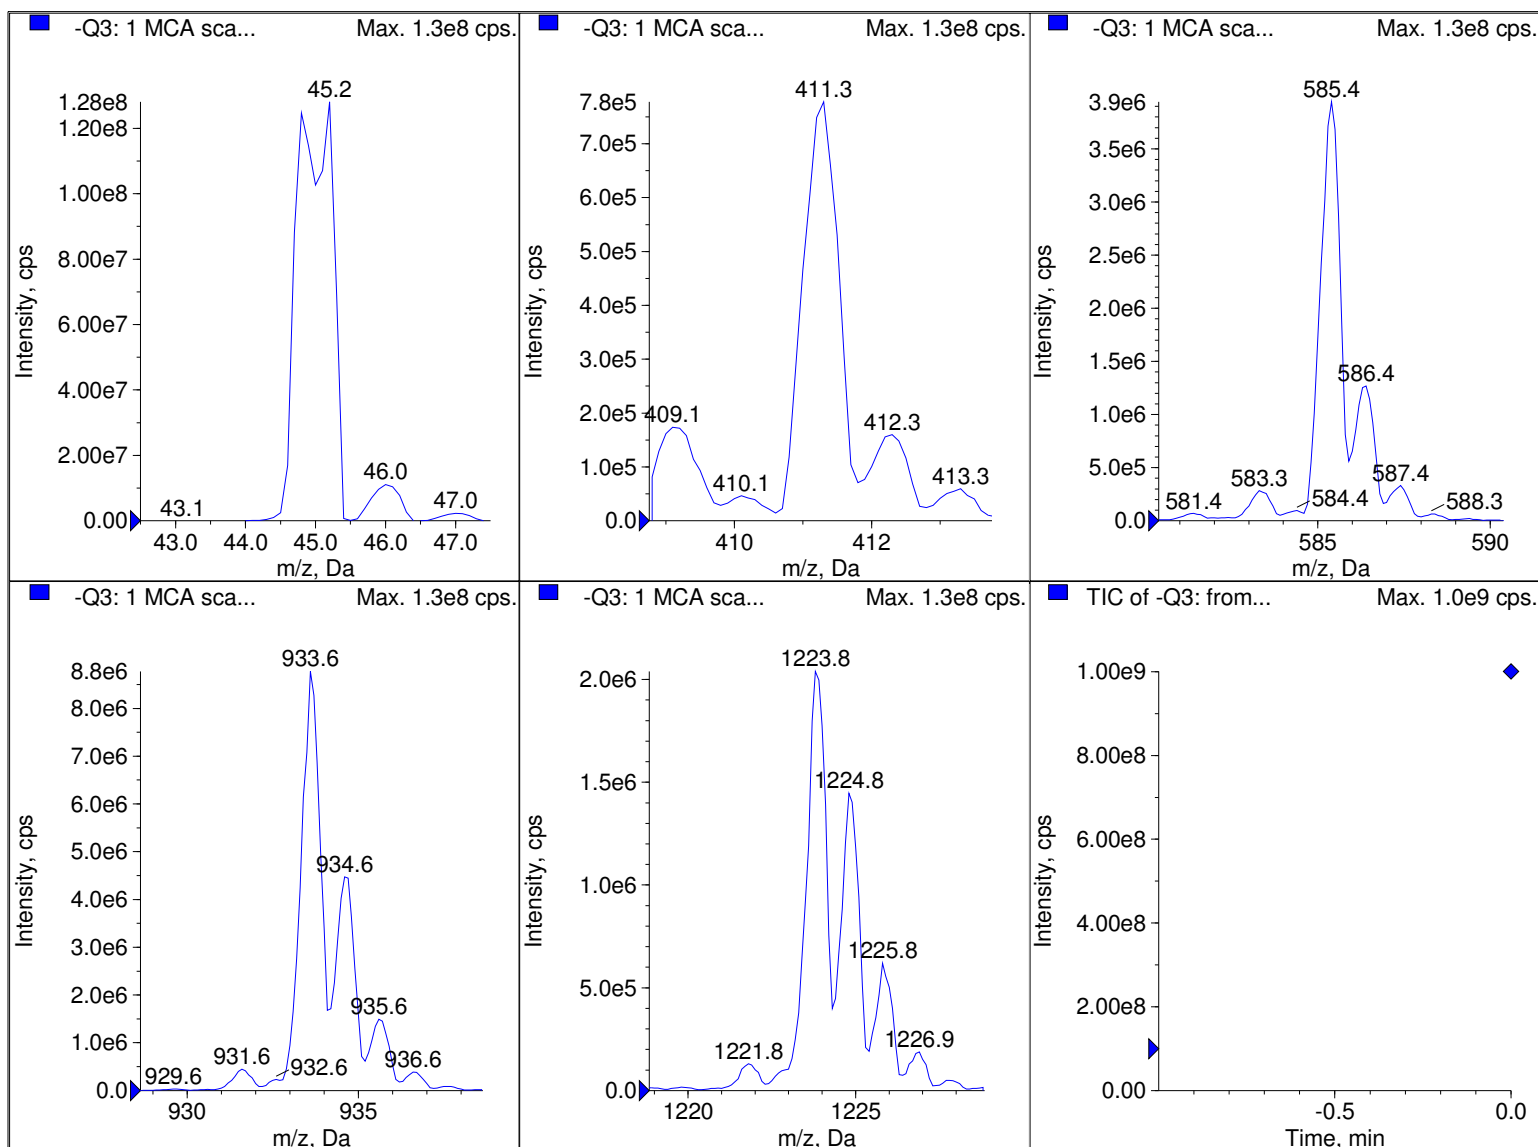 -Q3: 1 MCA sca... Max. 1.3e8 cps.
45.2
1.28e8
1.20e8
1.00e8
8.00e7
6.00e7
4.00e7
2.00e7
0.00
46.0
47.0
43.1
43.0 44.0 45.0 46.0 47.0
m/z, Da
Intensity, cps
-Q3: 1 MCA sca... Max. 1.3e8 cps.
411.3
7.8e5
7.0e5
6.0e5
5.0e5
4.0e5
3.0e5
2.0e5
1.0e5
0.0
409.1
412.3
410.1
413.3
410 412
m/z, Da
Intensity, cps
-Q3: 1 MCA sca... Max. 1.3e8 cps.
585.4
3.9e6
3.5e6
3.0e6
2.5e6
2.0e6
1.5e6
1.0e6
5.0e5
0.0
586.4
583.3
587.4
581.4
584.4
588.3
585 590
m/z, Da
Intensity, cps
-Q3: 1 MCA sca... Max. 1.3e8 cps.
933.6
8.8e6
8.0e6
7.0e6
6.0e6
5.0e6
4.0e6
3.0e6
2.0e6
1.0e6
0.0
934.6
935.6
931.6
932.6
936.6
929.6
930 935
m/z, Da
Intensity, cps
-Q3: 1 MCA sca... Max. 1.3e8 cps.
1223.8
2.0e6
1.5e6
1.0e6
5.0e5
0.0
1224.8
1225.8
1226.9
1221.8
1220 1225
m/z, Da
Intensity, cps
TIC of -Q3: from... Max. 1.0e9 cps.
1.00e9
8.00e8
6.00e8
4.00e8
2.00e8
0.00
-0.5 0.0
Time, min
Intensity, cps